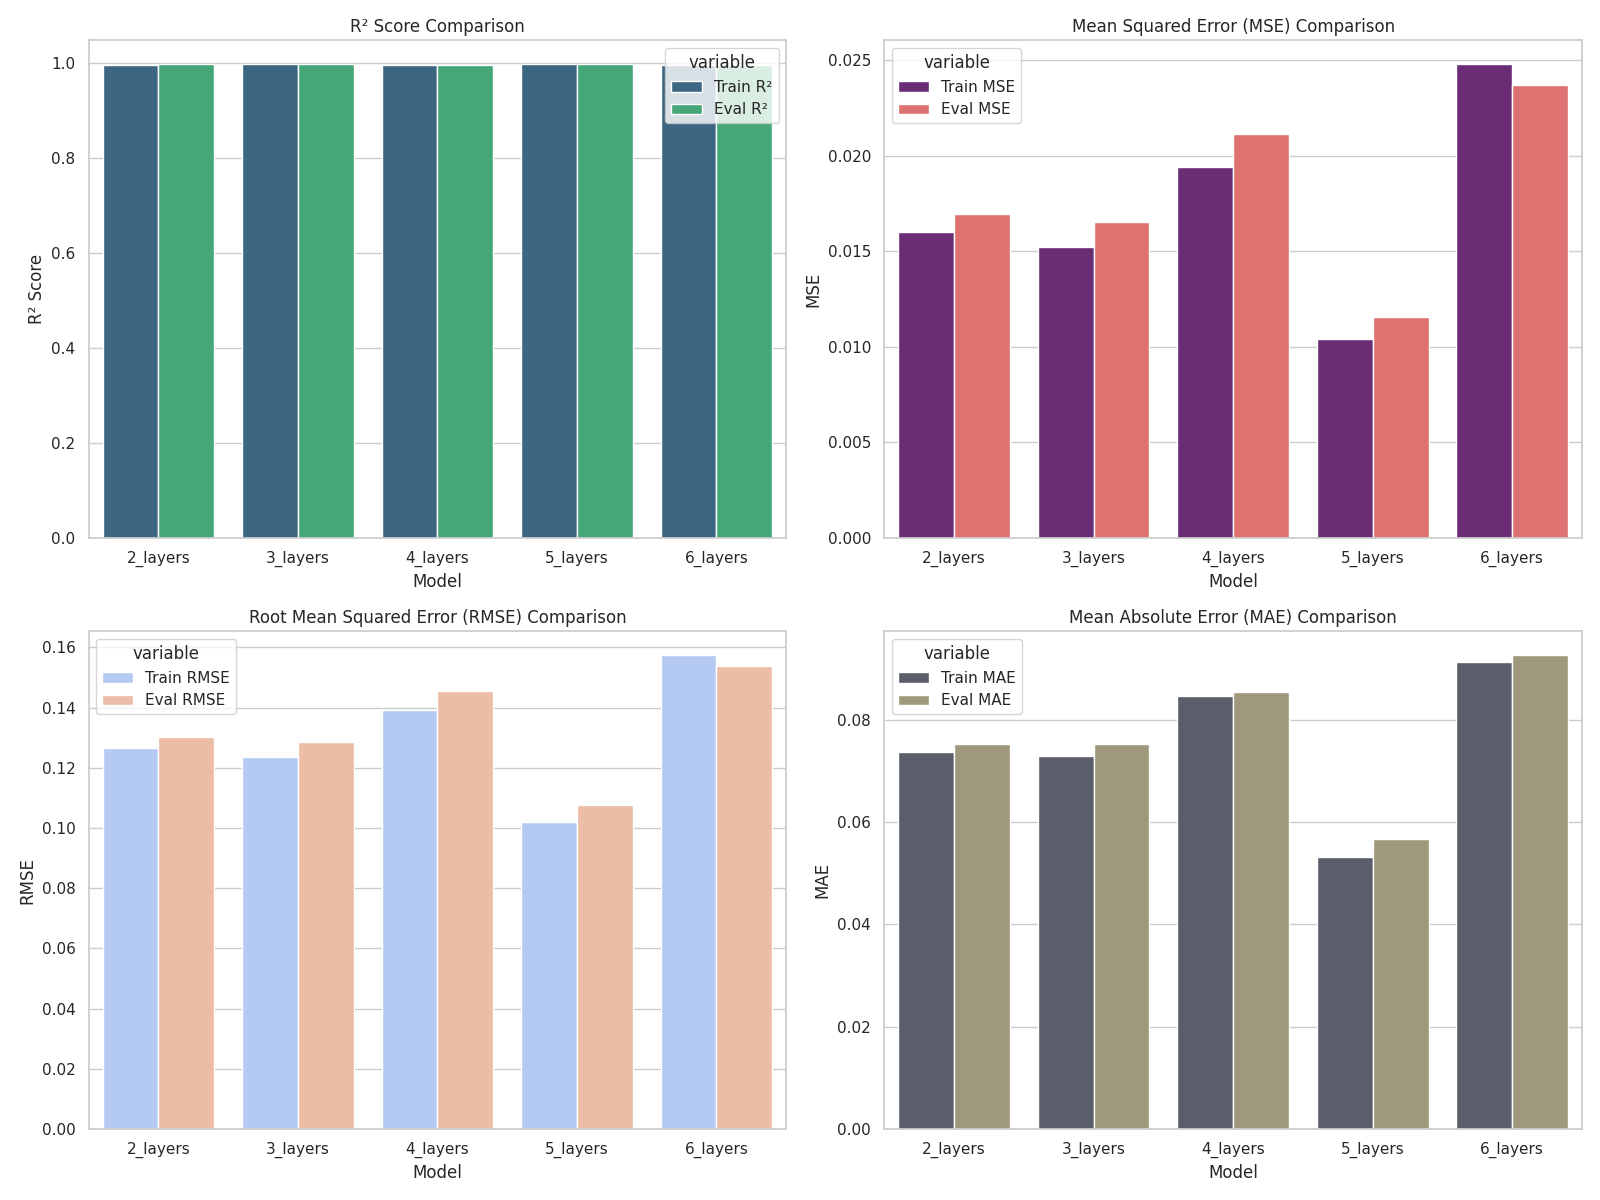 R² Score Comparison
variable
Train R²
Eval R²
1.0
0.8
0.6
0.4
0.2
0.0
R² Score
2_layers
3_layers
4_layers
5_layers
6_layers
Model
Mean Squared Error (MSE) Comparison
variable
Train MSE
Eval MSE
0.025
0.020
0.015
0.010
0.005
0.000
MSE
2_layers
3_layers
4_layers
5_layers
6_layers
Model
Root Mean Squared Error (RMSE) Comparison
variable
Train RMSE
Eval RMSE
0.16
0.14
0.12
0.10
0.08
0.06
0.04
0.02
0.00
RMSE
2_layers
3_layers
4_layers
5_layers
6_layers
Model
Mean Absolute Error (MAE) Comparison
variable
Train MAE
Eval MAE
0.08
0.06
0.04
0.02
0.00
MAE
2_layers
3_layers
4_layers
5_layers
6_layers
Model